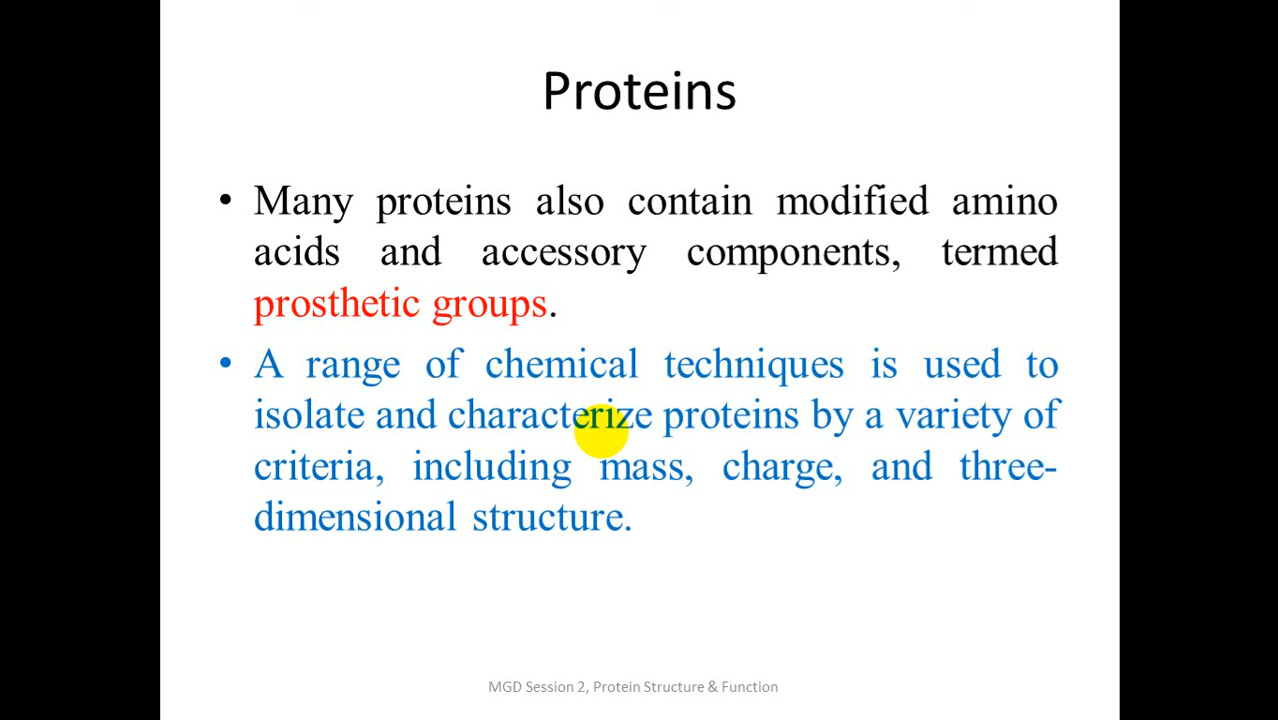 Proteins
• Many proteins also contain modified amino
acids and accessory components, termed
prosthetic groups.
• A range of chemical techniques is used to
isolate and characterize proteins by a variety of
criteria, including mass, charge, and three-
dimensional structure.
MGD Session 2, Protein Structure & Function